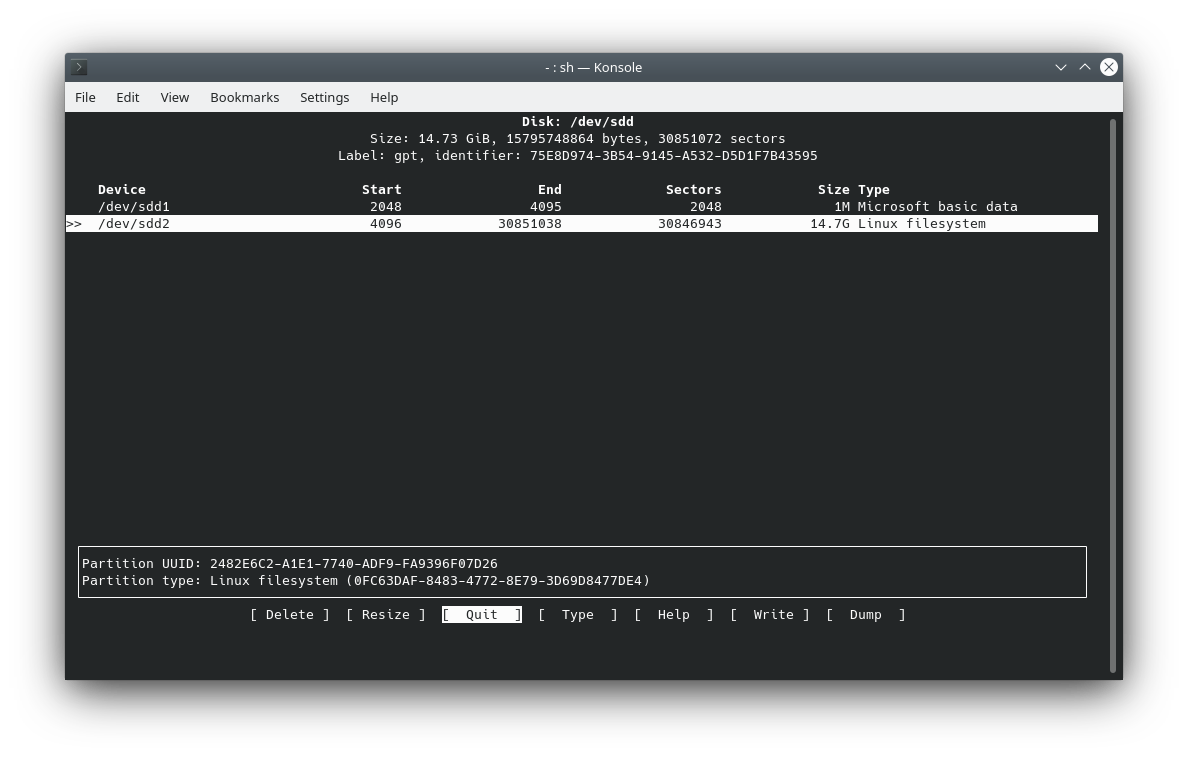 - : sh — Konsole
File Edit View Bookmarks Settings Help
Disk: /dev/sdd
Size: 14.73 GiB, 15795748864 bytes, 30851072 sectors
Label: gpt, identifier: 75E8D974-3B54-9145-A532-D5D1F7B43595
Device Start End Sectors Size Type
/dev/sdd1 2048 4095 2048 1M Microsoft basic data
>> /dev/sdd2 4096 30851038 30846943 14.7G Linux filesystem
Partition UUID: 2482E6C2-A1E1-7740-ADF9-FA9396F07D26
Partition type: Linux filesystem (0FC63DAF-8483-4772-8E79-3D69D8477DE4)
[ Delete ] [ Resize ] [ Quit ] [ Type ] [ Help ] [ Write ] [ Dump ]